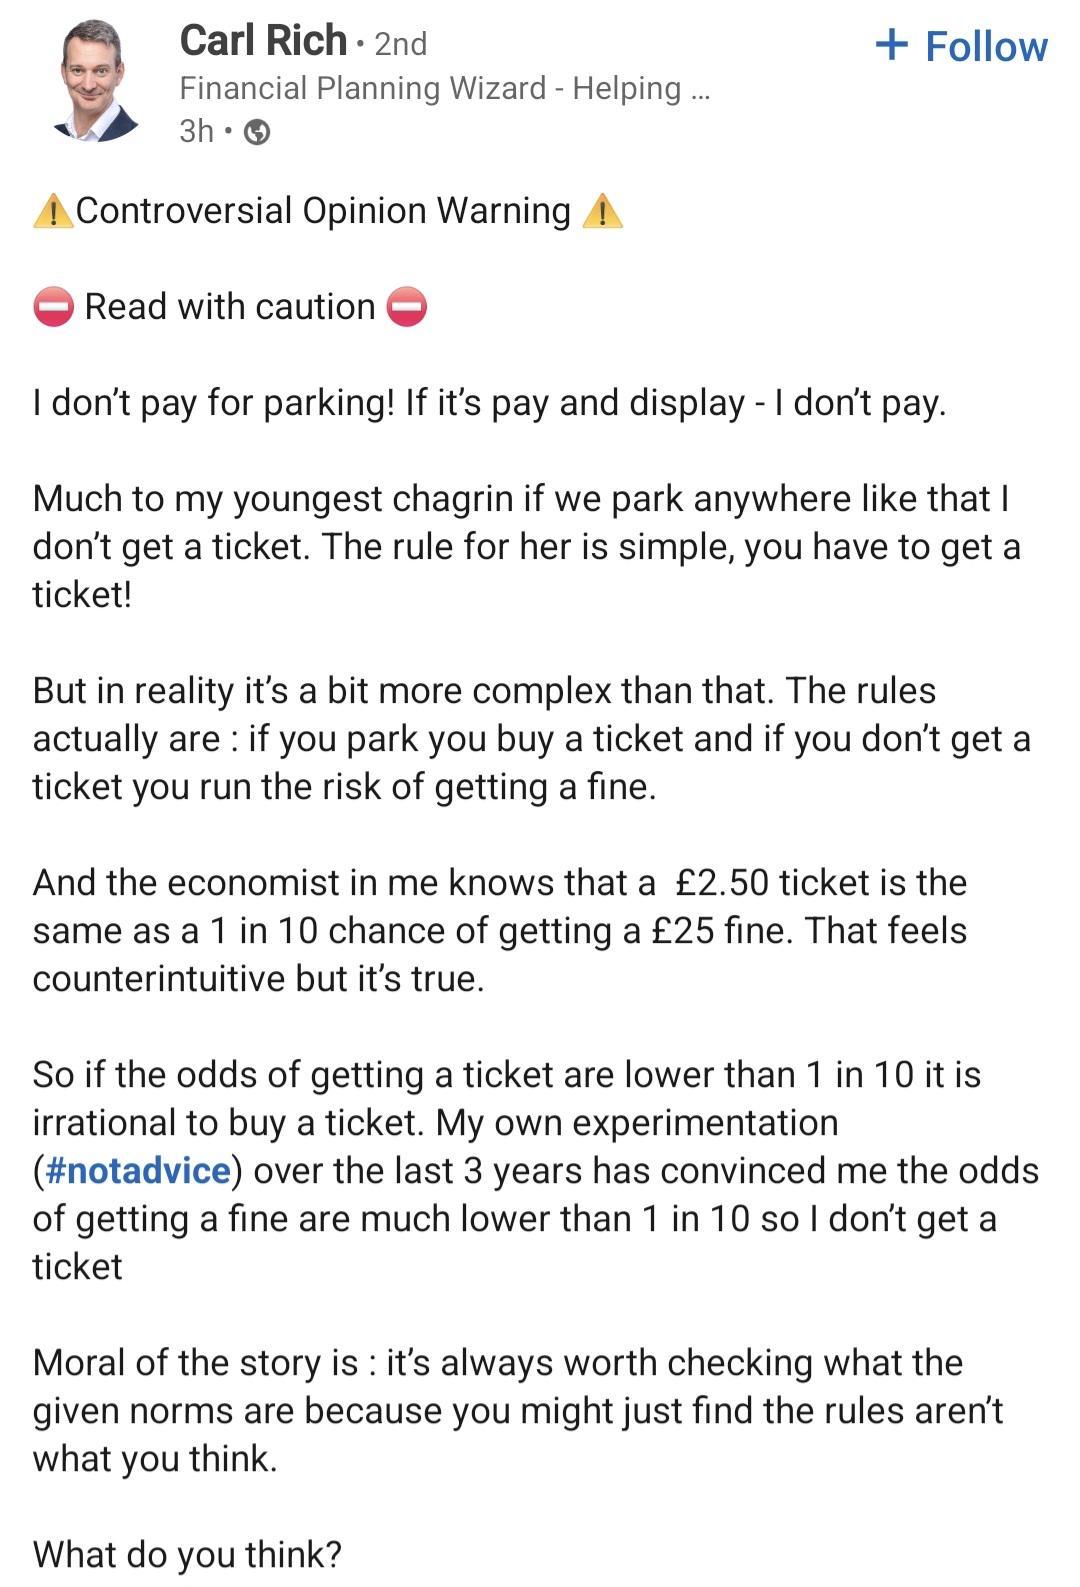 Carl Rich • 2nd
+ Follow
Financial Planning Wizard - Helping ...
3h •
⚠️Controversial Opinion Warning ⚠️
⛔ Read with caution ⛔
I don’t pay for parking! If it’s pay and display - I don’t pay.
Much to my youngest chagrin if we park anywhere like that I
don’t get a ticket. The rule for her is simple, you have to get a
ticket!
But in reality it’s a bit more complex than that. The rules
actually are : if you park you buy a ticket and if you don’t get a
ticket you run the risk of getting a fine.
And the economist in me knows that a  £2.50 ticket is the
same as a 1 in 10 chance of getting a £25 fine. That feels
counterintuitive but it’s true.
So if the odds of getting a ticket are lower than 1 in 10 it is
irrational to buy a ticket. My own experimentation
(#notadvice) over the last 3 years has convinced me the odds
of getting a fine are much lower than 1 in 10 so I don’t get a
ticket
Moral of the story is : it’s always worth checking what the
given norms are because you might just find the rules aren’t
what you think.
What do you think?